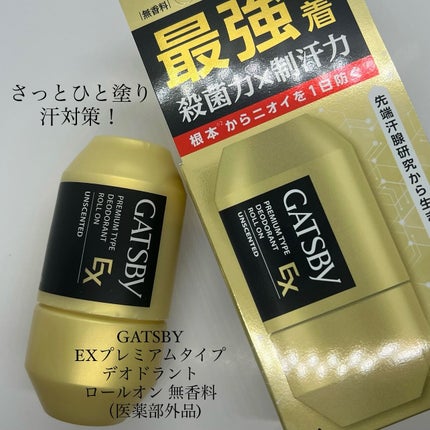 無香料
最強 着
殺菌力×制汗力
根本*からニオイを1日防ぐ
先端汗腺研究から生
さっとひと塗り
汗対策！
GATSBY
PREMIUM TYPE
DEODORANT
ROLL ON
UNSCENTED
EX
GATSBY
PREMIUM TYPE
DEODORANT
ROLL ON
UNSCENTED
EX
GATSBY
EXプレミアムタイプ
デオドラント
ロールオン 無香料
(医薬部外品)